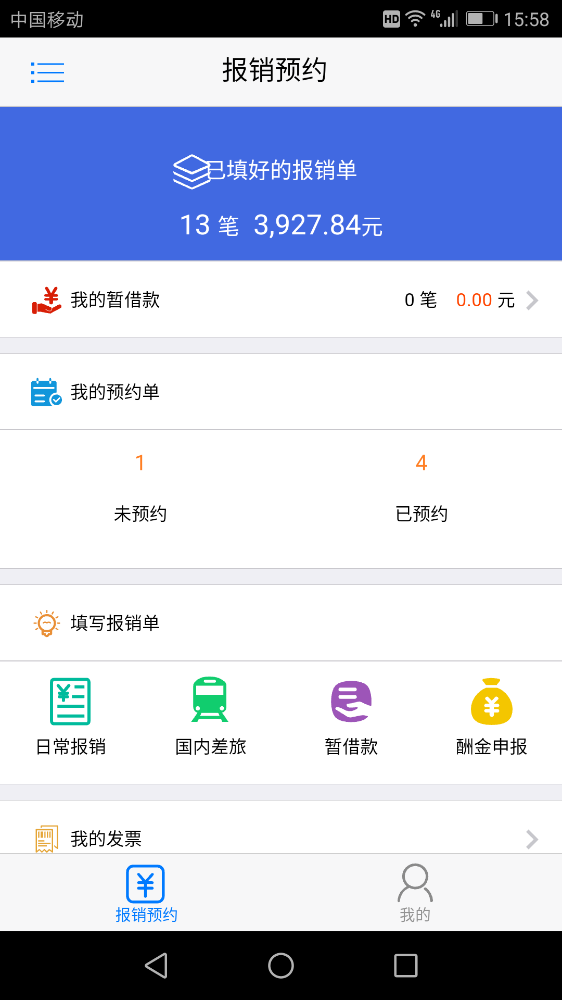 中国移动 HD 4G 15:58
报销预约
已填好的报销单
13 笔 3,927.84元
我的暂借款 0 笔 0.00 元
我的预约单
1 4
未预约 已预约
填写报销单
日常报销 国内差旅 暂借款 酬金申报
我的发票
报销预约 我的